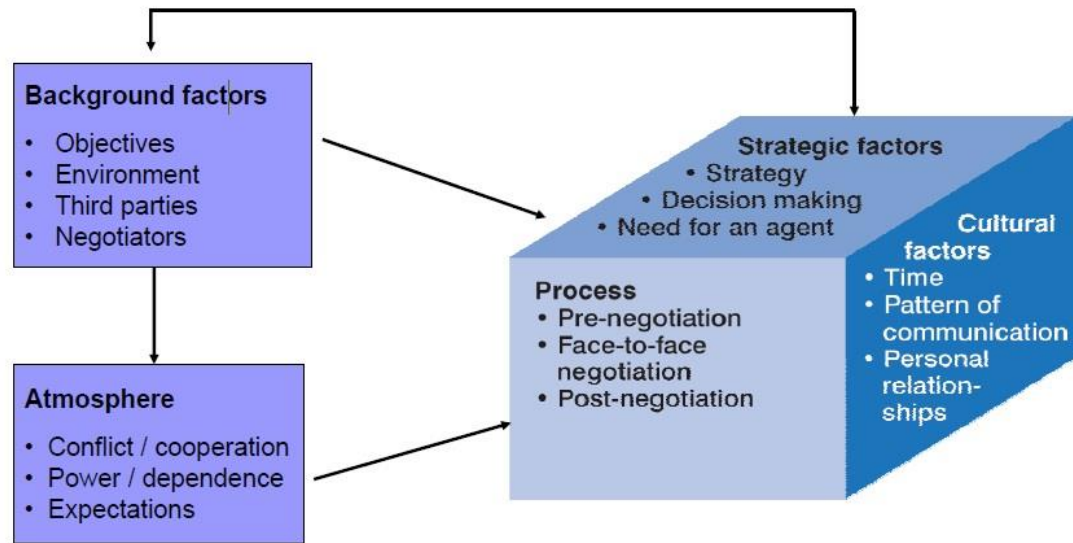 Background factors
• Objectives
• Environment
• Third parties
• Negotiators
Atmosphere
• Conflict / cooperation
• Power / dependence
• Expectations
Strategic factors
• Strategy
• Decision making
• Need for an agent
Process
• Pre-negotiation
• Face-to-face
negotiation
• Post-negotiation
Cultural
factors
• Time
• Pattern of
communication
• Personal
relation-
ships